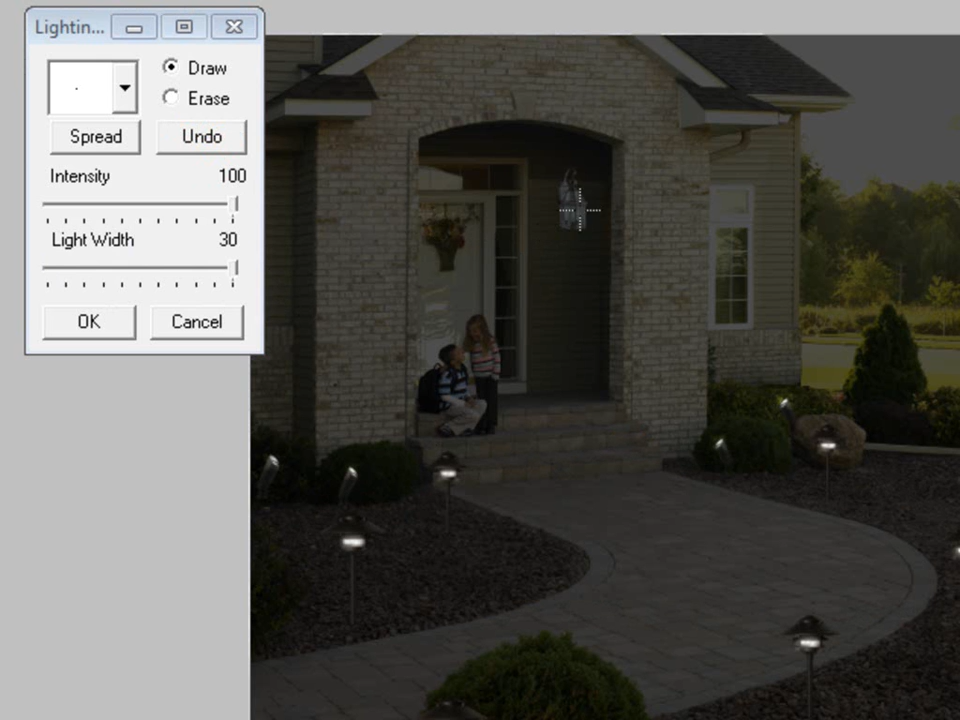 Lightin...
Draw
Erase
Spread Undo
Intensity 100
Light Width 30
OK Cancel